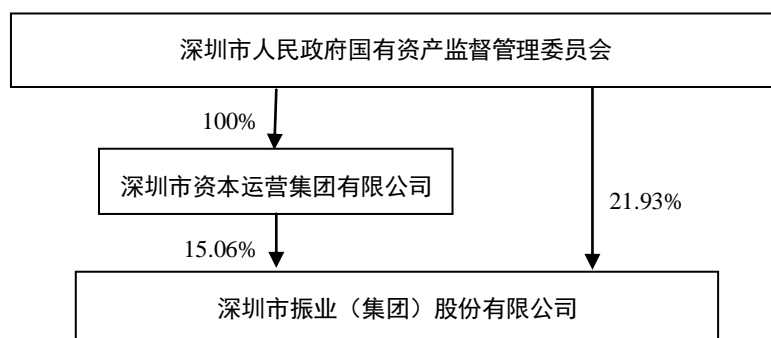 深圳市人民政府国有资产监督管理委员会
100%
深圳市资本运营集团有限公司
21.93%
15.06%
深圳市振业（集团）股份有限公司